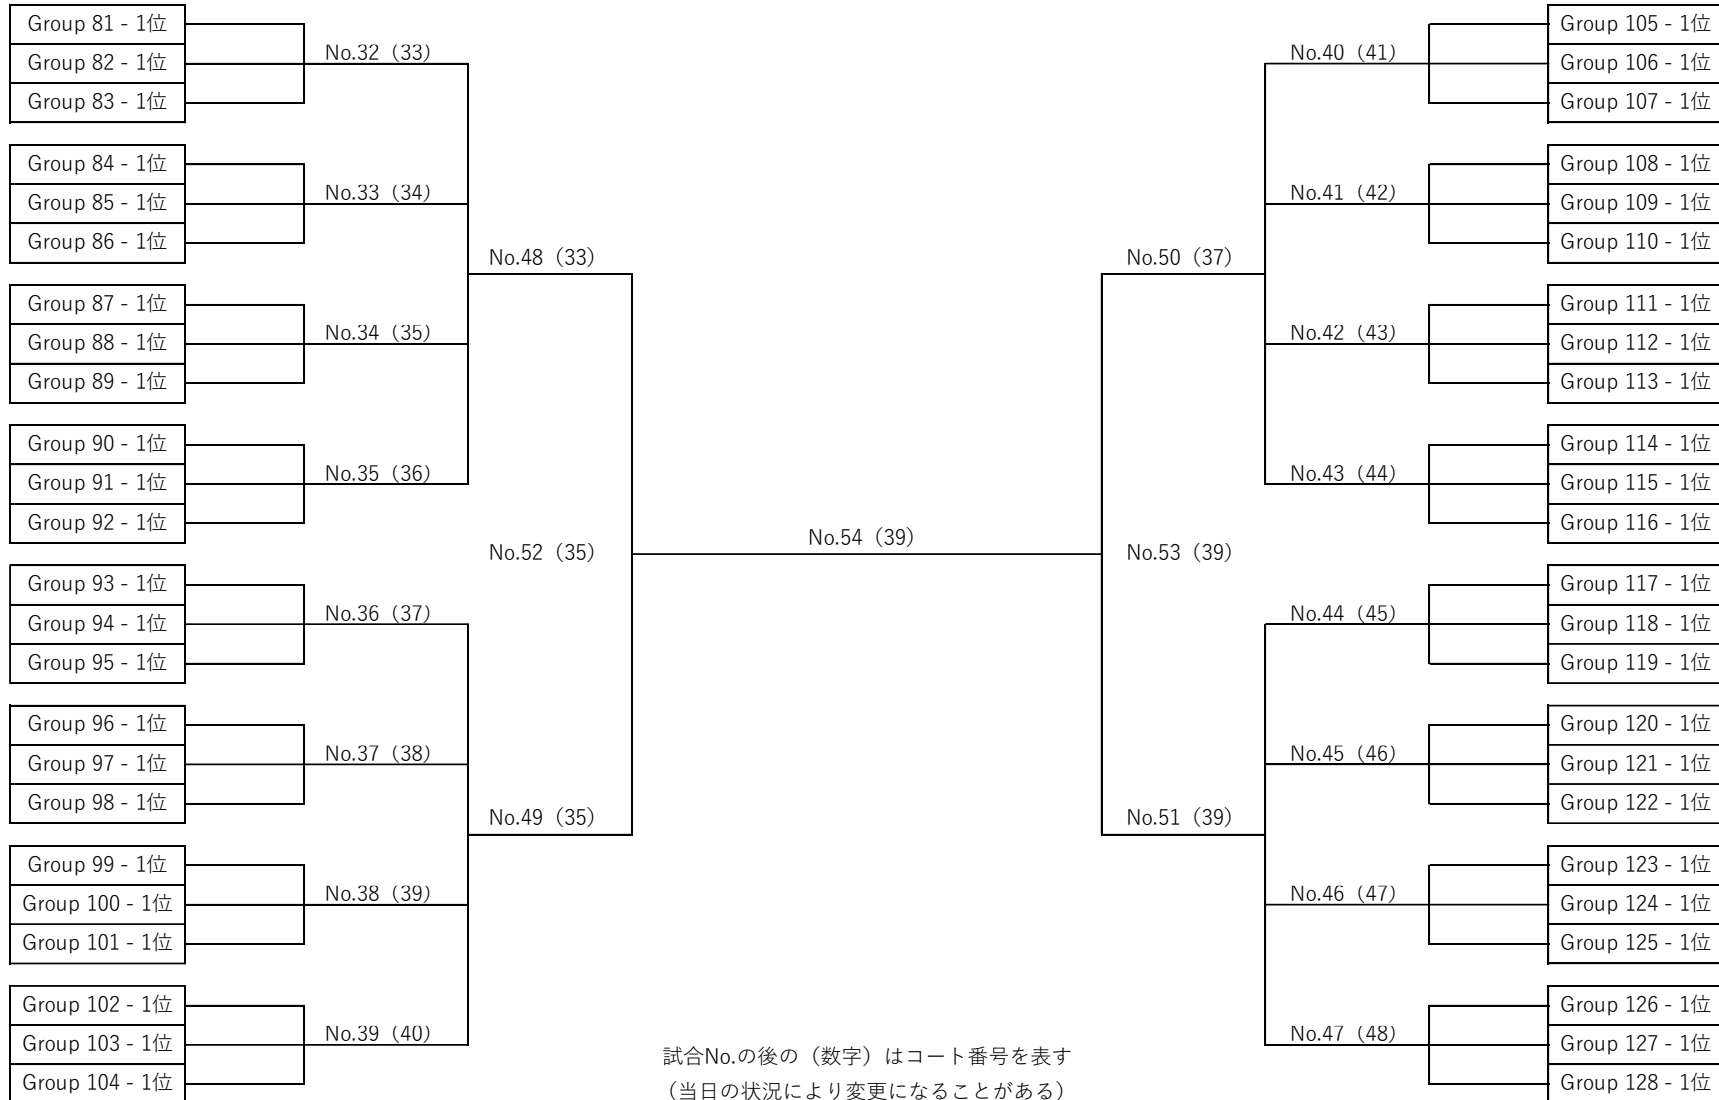 Group 81 - 1位
Group 82 - 1位
Group 83 - 1位
No.32（33）
Group 84 - 1位
Group 85 - 1位
Group 86 - 1位
No.33（34）
Group 87 - 1位
Group 88 - 1位
Group 89 - 1位
No.34（35）
Group 90 - 1位
Group 91 - 1位
Group 92 - 1位
No.35（36）
No.48（33）
Group 93 - 1位
Group 94 - 1位
Group 95 - 1位
No.36（37）
Group 96 - 1位
Group 97 - 1位
Group 98 - 1位
No.37（38）
Group 99 - 1位
Group 100 - 1位
Group 101 - 1位
No.38（39）
Group 102 - 1位
Group 103 - 1位
Group 104 - 1位
No.39（40）
No.49（35）
No.52（35）
No.54（39）
No.53（39）
No.50（37）
No.40（41）
Group 105 - 1位
Group 106 - 1位
Group 107 - 1位
No.41（42）
Group 108 - 1位
Group 109 - 1位
Group 110 - 1位
No.42（43）
Group 111 - 1位
Group 112 - 1位
Group 113 - 1位
No.43（44）
Group 114 - 1位
Group 115 - 1位
Group 116 - 1位
No.51（39）
No.44（45）
Group 117 - 1位
Group 118 - 1位
Group 119 - 1位
No.45（46）
Group 120 - 1位
Group 121 - 1位
Group 122 - 1位
No.46（47）
Group 123 - 1位
Group 124 - 1位
Group 125 - 1位
No.47（48）
Group 126 - 1位
Group 127 - 1位
Group 128 - 1位
試合No.の後の（数字）はコート番号を表す
（当日の状況により変更になることがある）